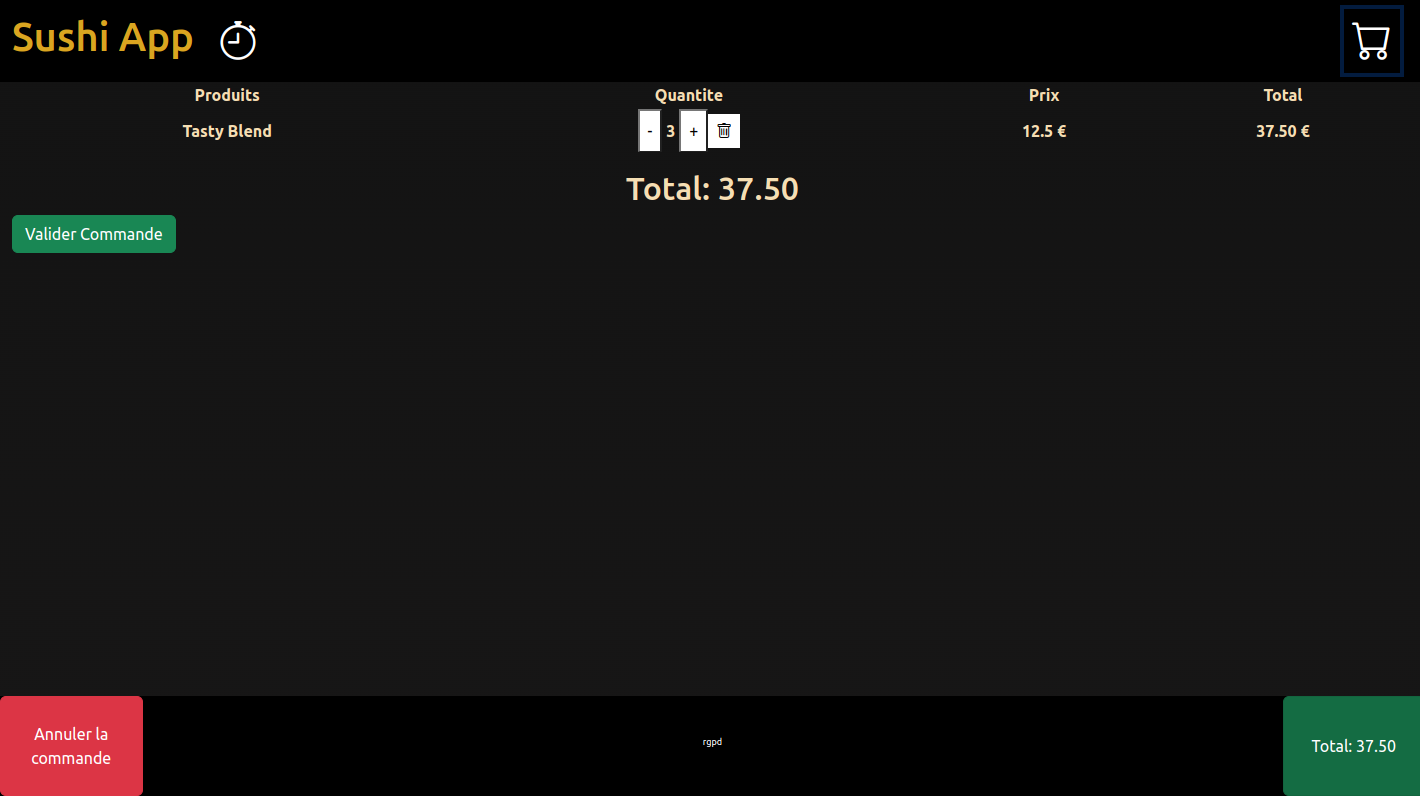 Sushi App
Produits Quantite Prix Total
Tasty Blend - 3 + 12.5 € 37.50 €
Total: 37.50
Valider Commande
Annuler la
commande
rgpd
Total: 37.50